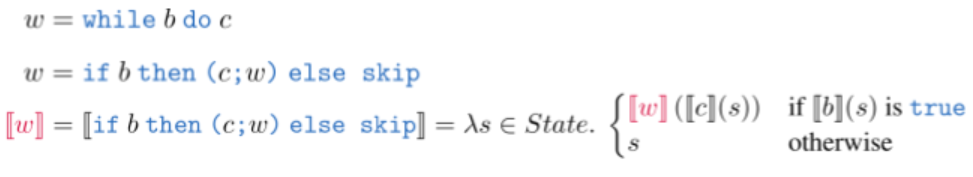 w = while b do c
w = if b then (c;w) else skip
⟦w⟧ = ⟦if b then (c;w) else skip⟧ = λs ∈ State. { ⟦w⟧ (⟦c⟧(s)) if ⟦b⟧(s) is true
s otherwise